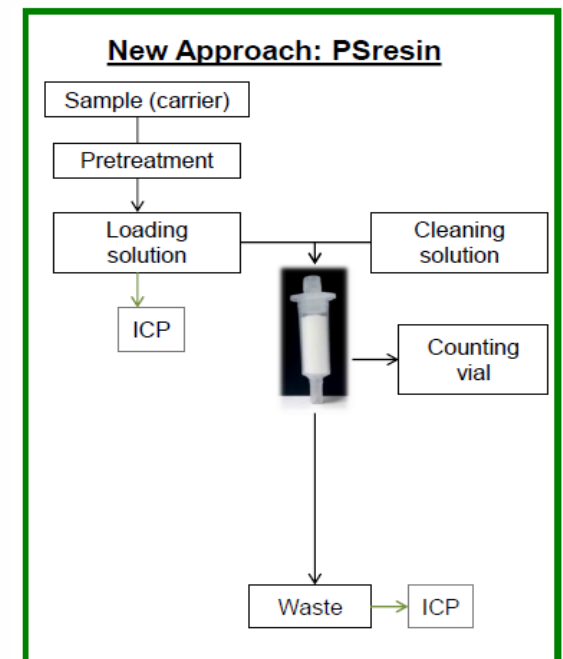 New Approach: PSresin
Sample (carrier)
Pretreatment
Loading
solution
Cleaning
solution
ICP
Counting
vial
Waste
ICP